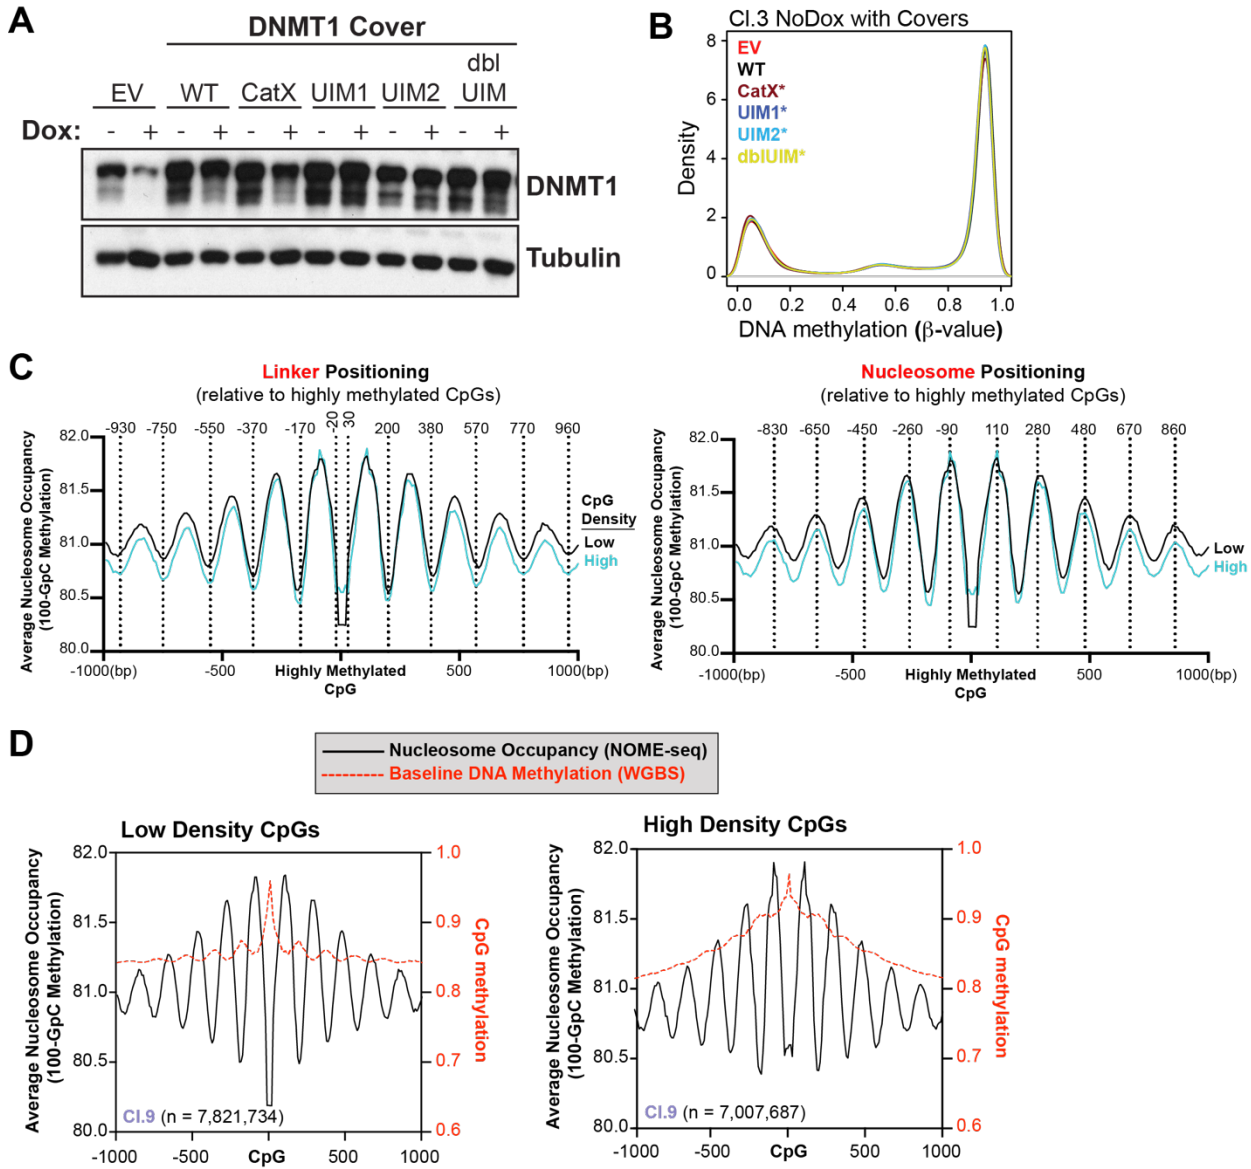 A
DNMT1 Cover
EV WT CatX UIM1 UIM2 dbl UIM
Dox: - + - + - + - + - + - +
DNMT1
Tubulin
B
Cl.3 NoDox with Covers
EV
WT
CatX*
UIM1*
UIM2*
dblUIM*
Density
8
6
4
2
0
0.0 0.2 0.4 0.6 0.8 1.0
DNA methylation (β-value)
C
Linker Positioning
(relative to highly methylated CpGs)
-930 -750 -550 -370 -170 -20 30 200 380 570 770 960
Average Nucleosome Occupancy
(100-GpC Methylation)
82.0
81.5
81.0
80.5
80.0
CpG
Density
Low
High
-1000(bp) -500 Highly Methylated 500 1000(bp)
CpG
Nucleosome Positioning
(relative to highly methylated CpGs)
-830 -650 -450 -260 -90 110 280 480 670 860
Average Nucleosome Occupancy
(100-GpC Methylation)
82.0
81.5
81.0
80.5
80.0
Low
High
-1000(bp) -500 Highly Methylated 500 1000(bp)
CpG
D
Nucleosome Occupancy (NOME-seq)
Baseline DNA Methylation (WGBS)
Low Density CpGs
Average Nucleosome Occupancy
(100-GpC Methylation)
82.0
81.5
81.0
80.5
80.0
1.0
0.9
0.8
0.7
0.6
CpG methylation
Cl.9 (n = 7,821,734)
-1000 -500 CpG 500 1000
High Density CpGs
Average Nucleosome Occupancy
(100-GpC Methylation)
82.0
81.5
81.0
80.5
80.0
1.0
0.9
0.8
0.7
0.6
CpG methylation
Cl.9 (n = 7,007,687)
-1000 -500 CpG 500 1000